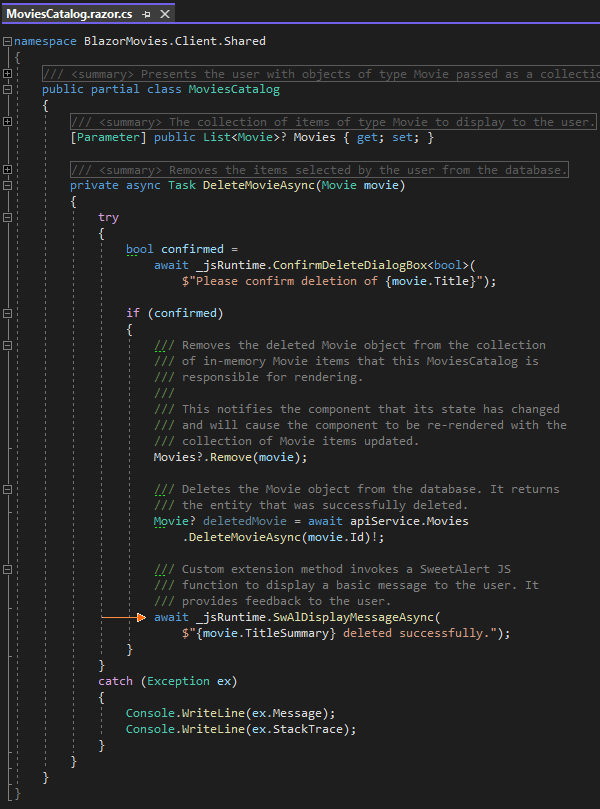 MoviesCatalog.razor.cs
namespace BlazorMovies.Client.Shared
{
/// <summary> Presents the user with objects of type Movie passed as a collectio
public partial class MoviesCatalog
{
/// <summary> The collection of items of type Movie to display to the user.
[Parameter] public List<Movie>? Movies { get; set; }
/// <summary> Removes the items selected by the user from the database.
private async Task DeleteMovieAsync(Movie movie)
{
try
{
bool confirmed =
await _jsRuntime.ConfirmDeleteDialogBox<bool>(
$"Please confirm deletion of {movie.Title}");
if (confirmed)
{
/// Removes the deleted Movie object from the collection
/// of in-memory Movie items that this MoviesCatalog is
/// responsible for rendering.
///
/// This notifies the component that its state has changed
/// and will cause the component to be re-rendered with the
/// collection of Movie items updated.
Movies?.Remove(movie);
/// Deletes the Movie object from the database. It returns
/// the entity that was successfully deleted.
Movie? deletedMovie = await apiService.Movies
.DeleteMovieAsync(movie.Id)!;
/// Custom extension method invokes a SweetAlert JS
/// function to display a basic message to the user. It
/// provides feedback to the user.
await _jsRuntime.SwAlDisplayMessageAsync(
$"{movie.TitleSummary} deleted successfully.");
}
}
catch (Exception ex)
{
Console.WriteLine(ex.Message);
Console.WriteLine(ex.StackTrace);
}
}
}
}